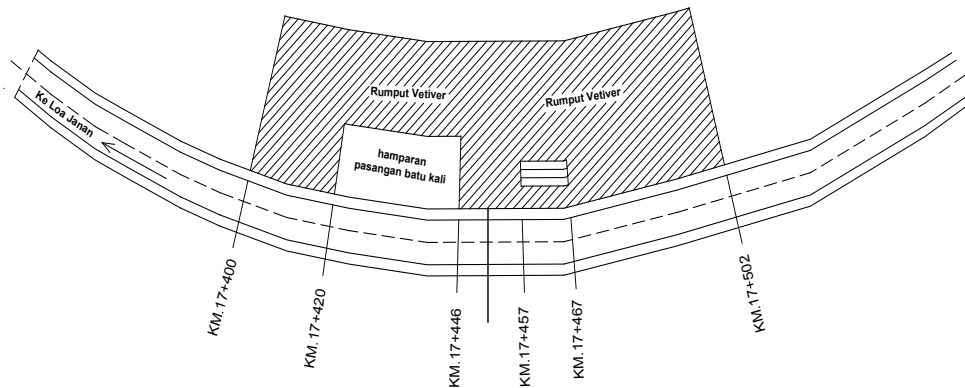 Rumput Vetiver
Rumput Vetiver
Ke Loa Janan
hamparan
pasangan batu kali
KM.17+400
KM.17+420
KM.17+446
KM.17+457
KM.17+467
KM.17+502